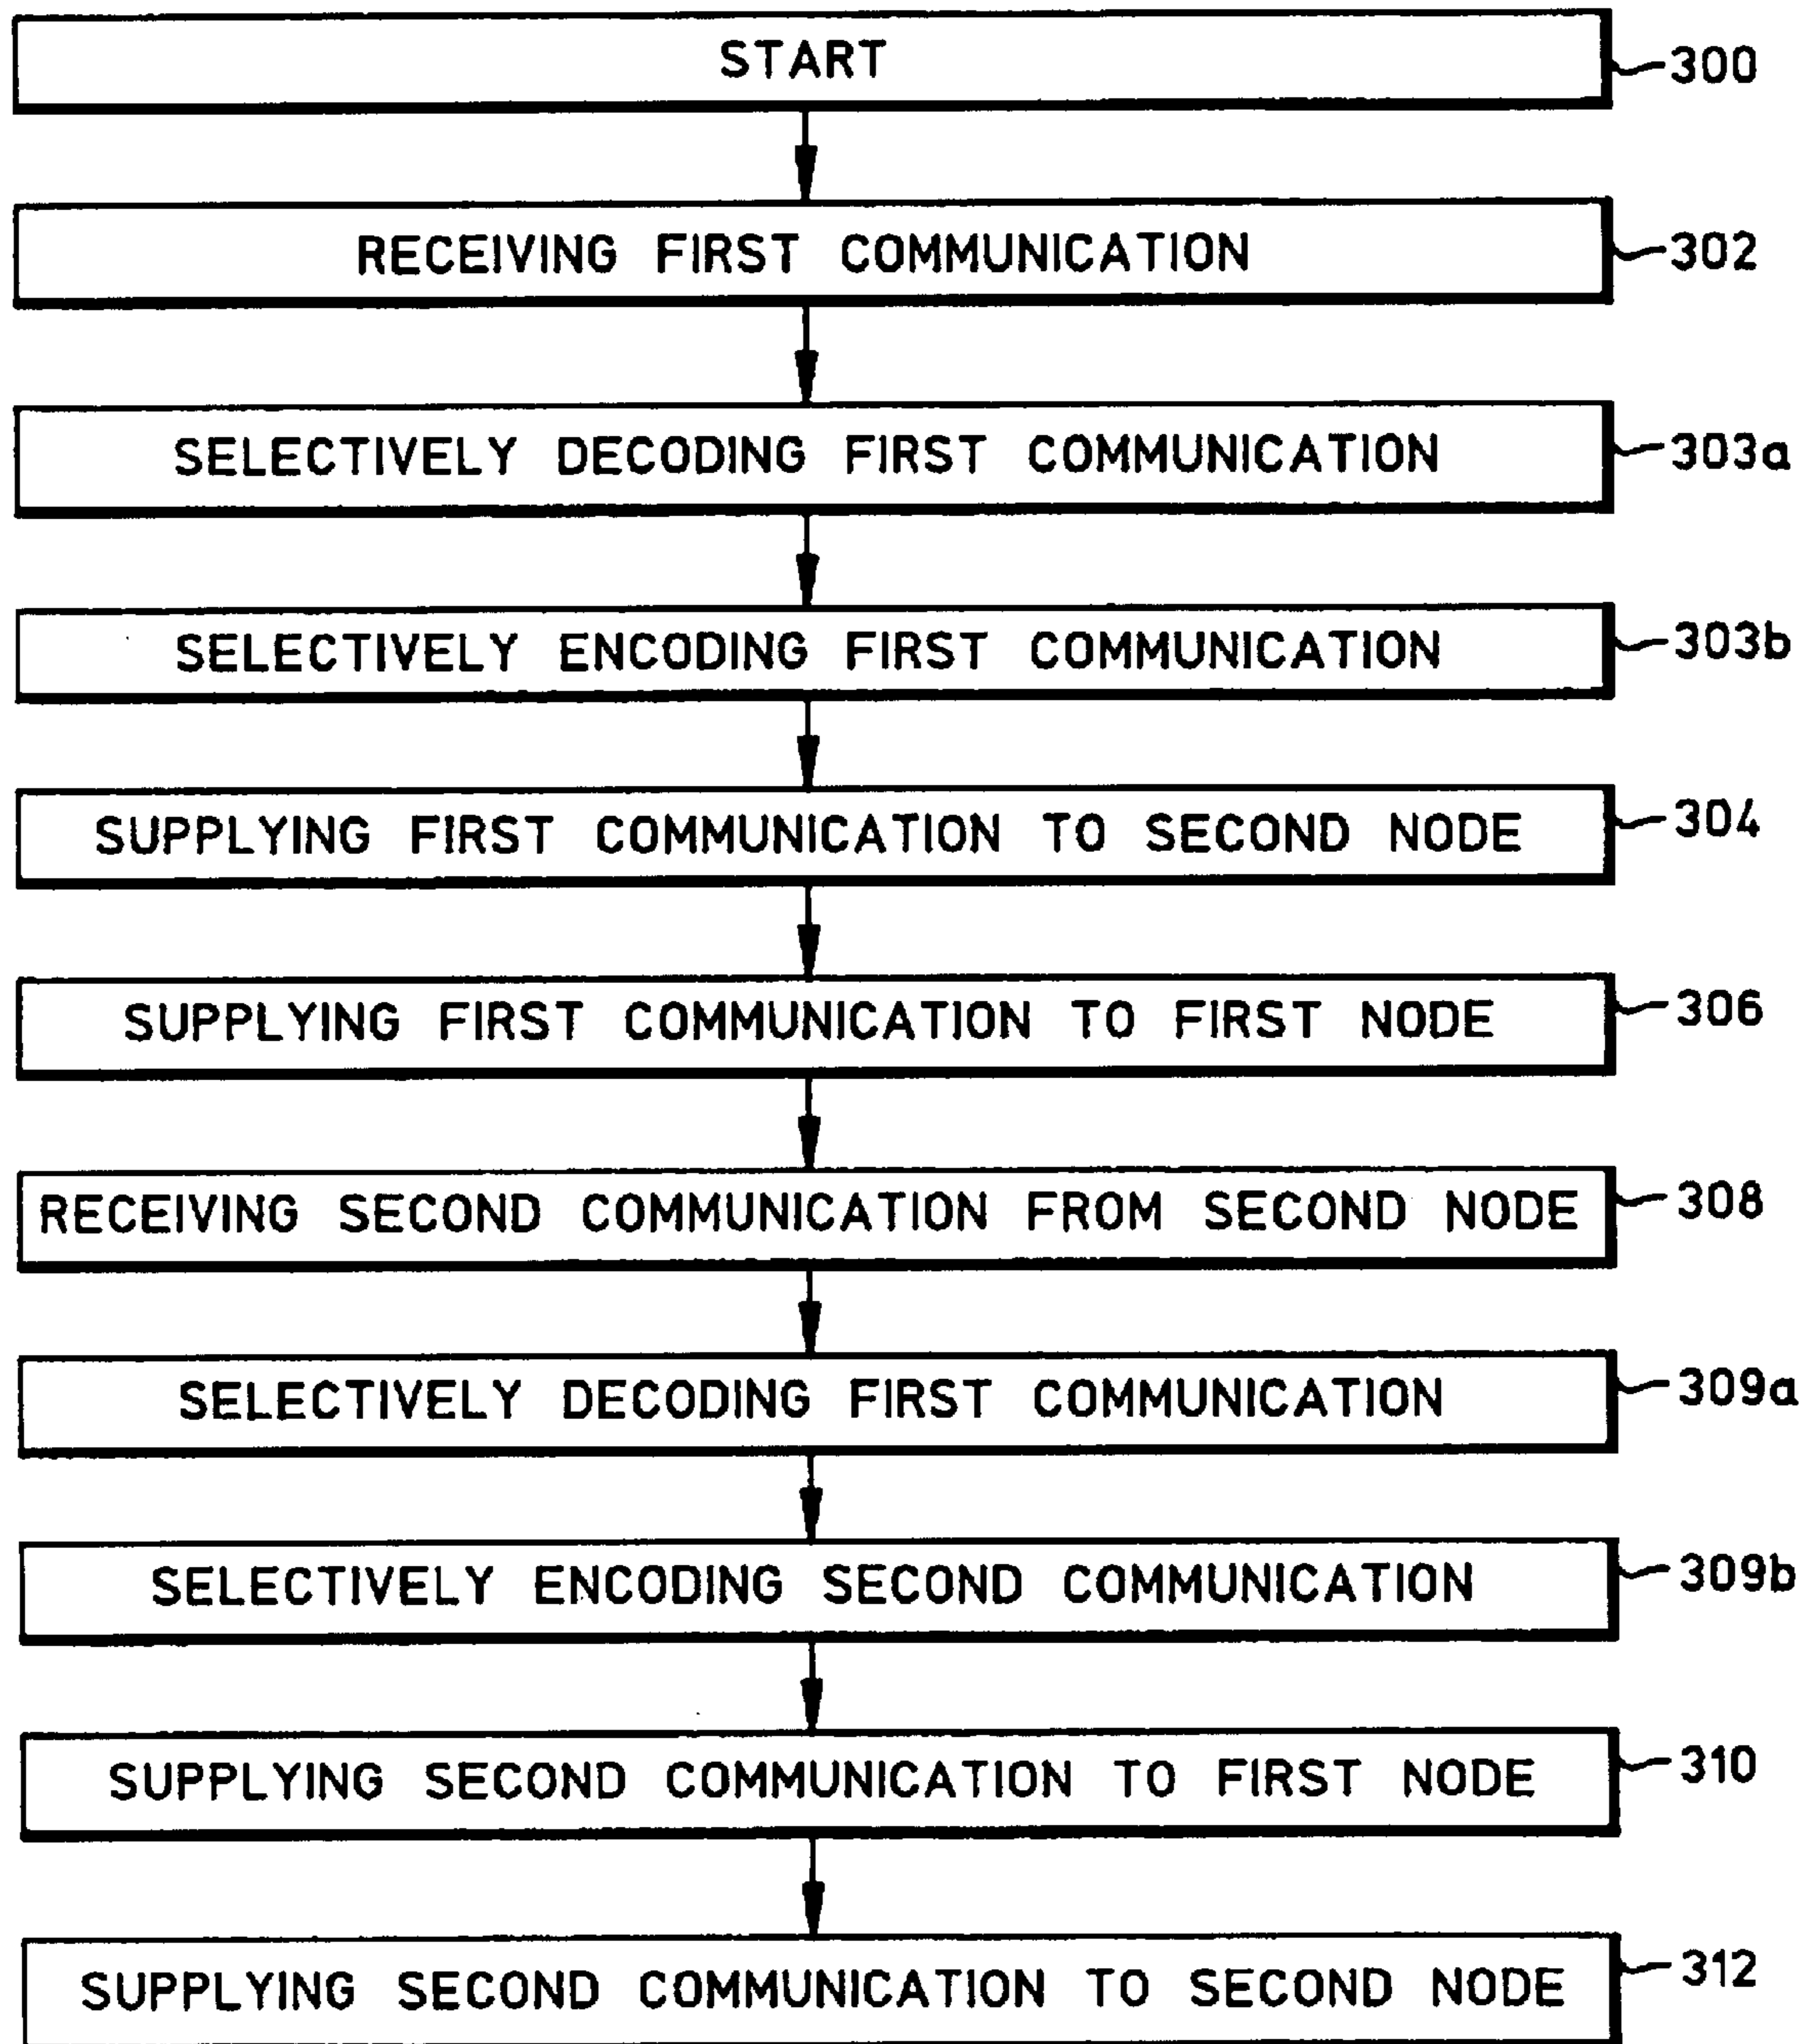 START 300
RECEIVING FIRST COMMUNICATION 302
SELECTIVELY DECODING FIRST COMMUNICATION 303a
SELECTIVELY ENCODING FIRST COMMUNICATION 303b
SUPPLYING FIRST COMMUNICATION TO SECOND NODE 304
SUPPLYING FIRST COMMUNICATION TO FIRST NODE 306
RECEIVING SECOND COMMUNICATION FROM SECOND NODE 308
SELECTIVELY DECODING FIRST COMMUNICATION 309a
SELECTIVELY ENCODING SECOND COMMUNICATION 309b
SUPPLYING SECOND COMMUNICATION TO FIRST NODE 310
SUPPLYING SECOND COMMUNICATION TO SECOND NODE 312